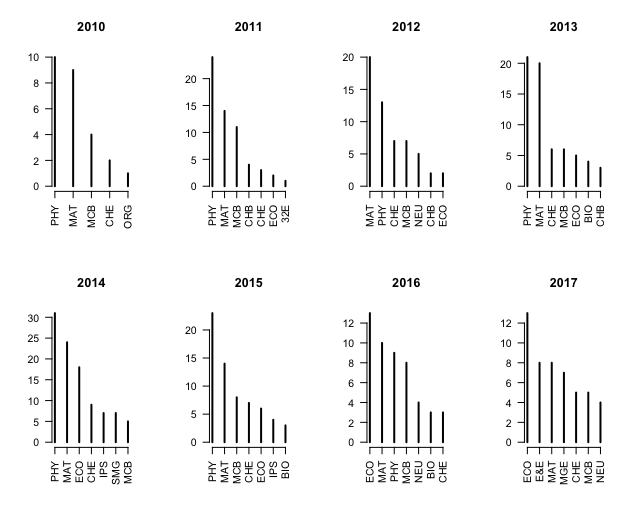 2010 2011 2012 2013
10 8 6 4 2 0
PHY MAT MCB CHE ORG
20 15 10 5 0
PHY MAT MCB CHB CHE ECO 32E
20 15 10 5 0
MAT PHY CHE MCB NEU CHB ECO
20 15 10 5 0
PHY MAT CHE MCB ECO BIO CHB
2014 2015 2016 2017
30 25 20 15 10 5 0
PHY MAT ECO CHE IPS SMG MCB
20 15 10 5 0
PHY MAT MCB CHE ECO IPS BIO
12 10 8 6 4 2 0
ECO MAT PHY MCB NEU BIO CHE
12 10 8 6 4 2 0
ECO E&E MAT MGE CHE MCB NEU